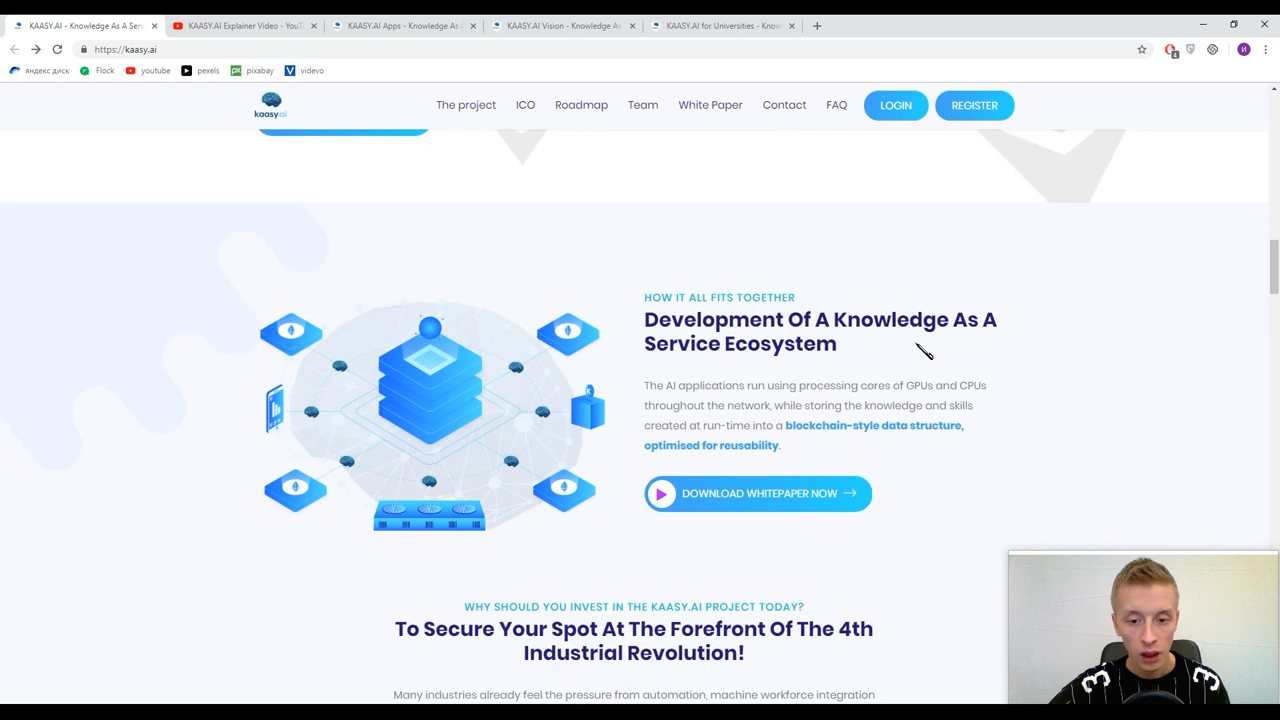 KAASY.AI - Knowledge As A Serv
KAASY.AI Explainer Video - YouT
KAASY.AI Apps - Knowledge As A
KAASY.AI Vision - Knowledge As
KAASY.AI for Universities - Know
https://kaasy.ai
яндекс диск
Flock
youtube
pexels
pixabay
videvo
kaasy.ai
The project
ICO
Roadmap
Team
White Paper
Contact
FAQ
LOGIN
REGISTER
HOW IT ALL FITS TOGETHER
Development Of A Knowledge As A
Service Ecosystem
The AI applications run using processing cores of GPUs and CPUs
throughout the network, while storing the knowledge and skills
created at run-time into a blockchain-style data structure,
optimised for reusability.
DOWNLOAD WHITEPAPER NOW
WHY SHOULD YOU INVEST IN THE KAASY.AI PROJECT TODAY?
To Secure Your Spot At The Forefront Of The 4th
Industrial Revolution!
Many industries already feel the pressure from automation, machine workforce integration